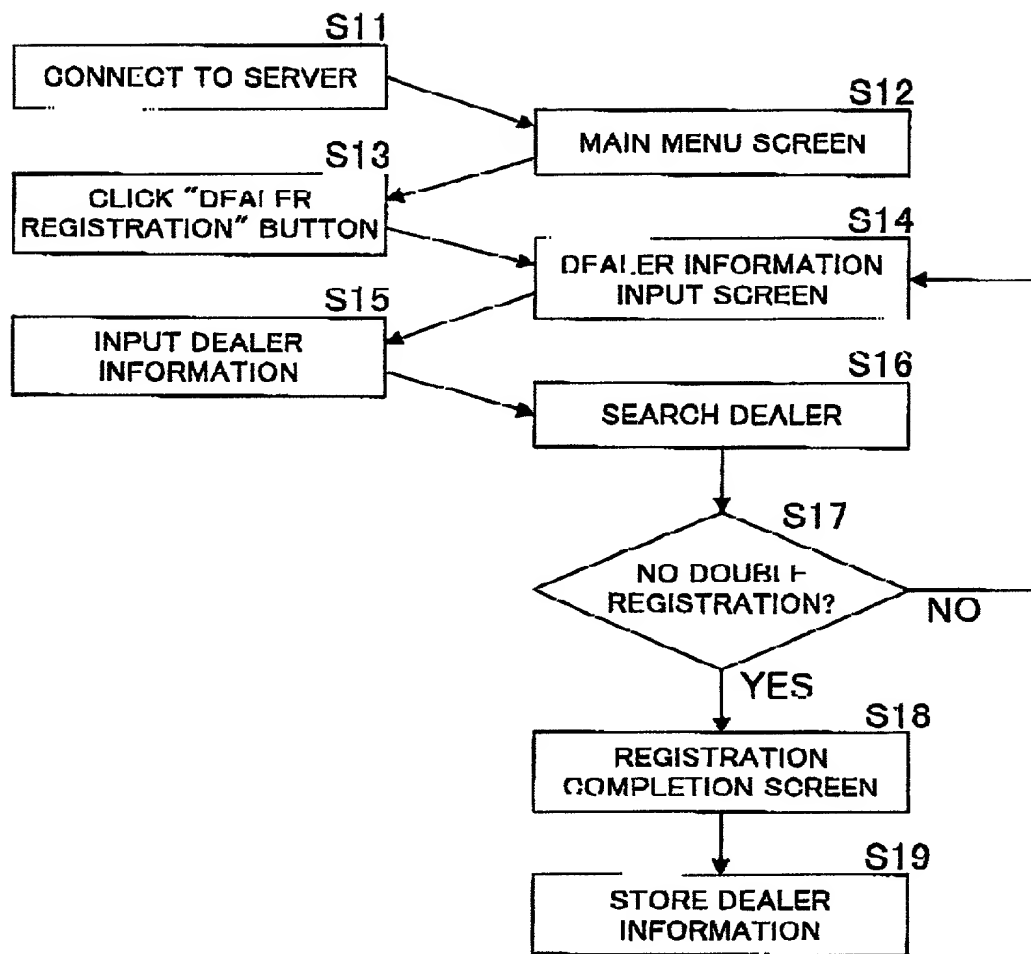 S11
CONNECT TO SERVER
S12
MAIN MENU SCREEN
S13
CLICK "DEALER
REGISTRATION" BUTTON
S14
DEALER INFORMATION
INPUT SCREEN
S15
INPUT DEALER
INFORMATION
S16
SEARCH DEALER
S17
NO DOUBLE
REGISTRATION?
NO
YES
S18
REGISTRATION
COMPLETION SCREEN
S19
STORE DEALER
INFORMATION